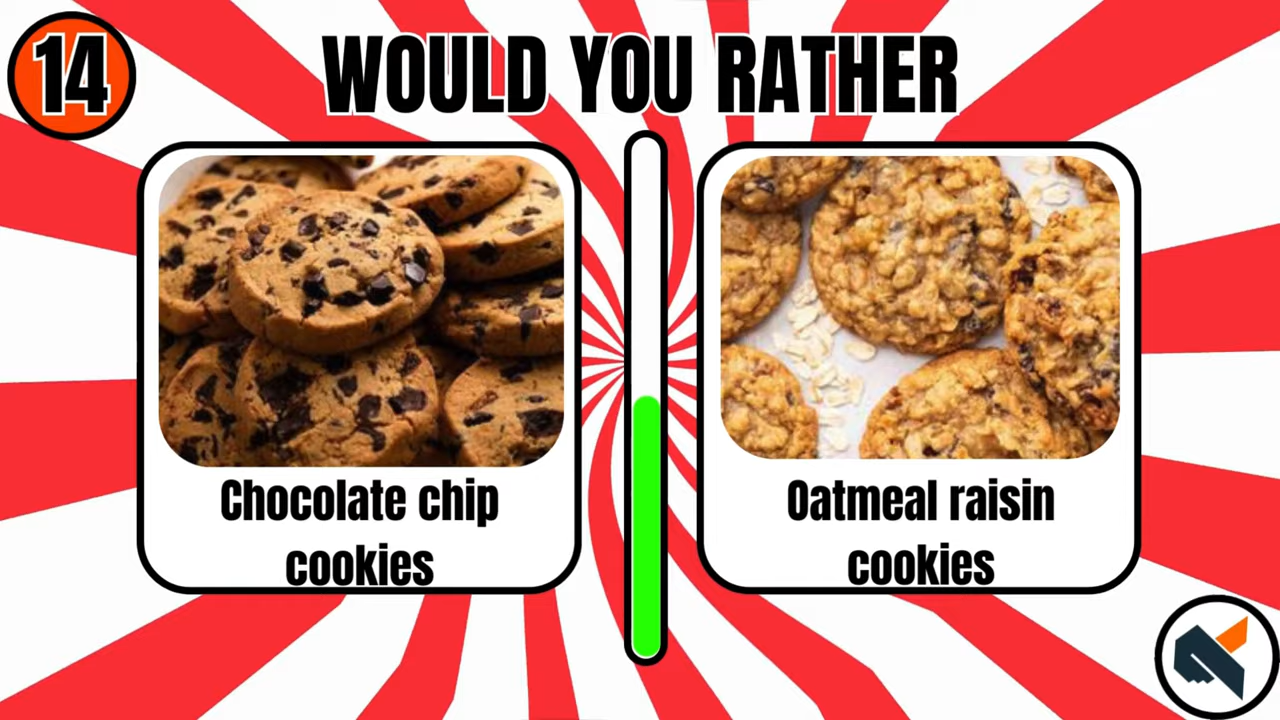 14
WOULD YOU RATHER
Chocolate chip
cookies
Oatmeal raisin
cookies